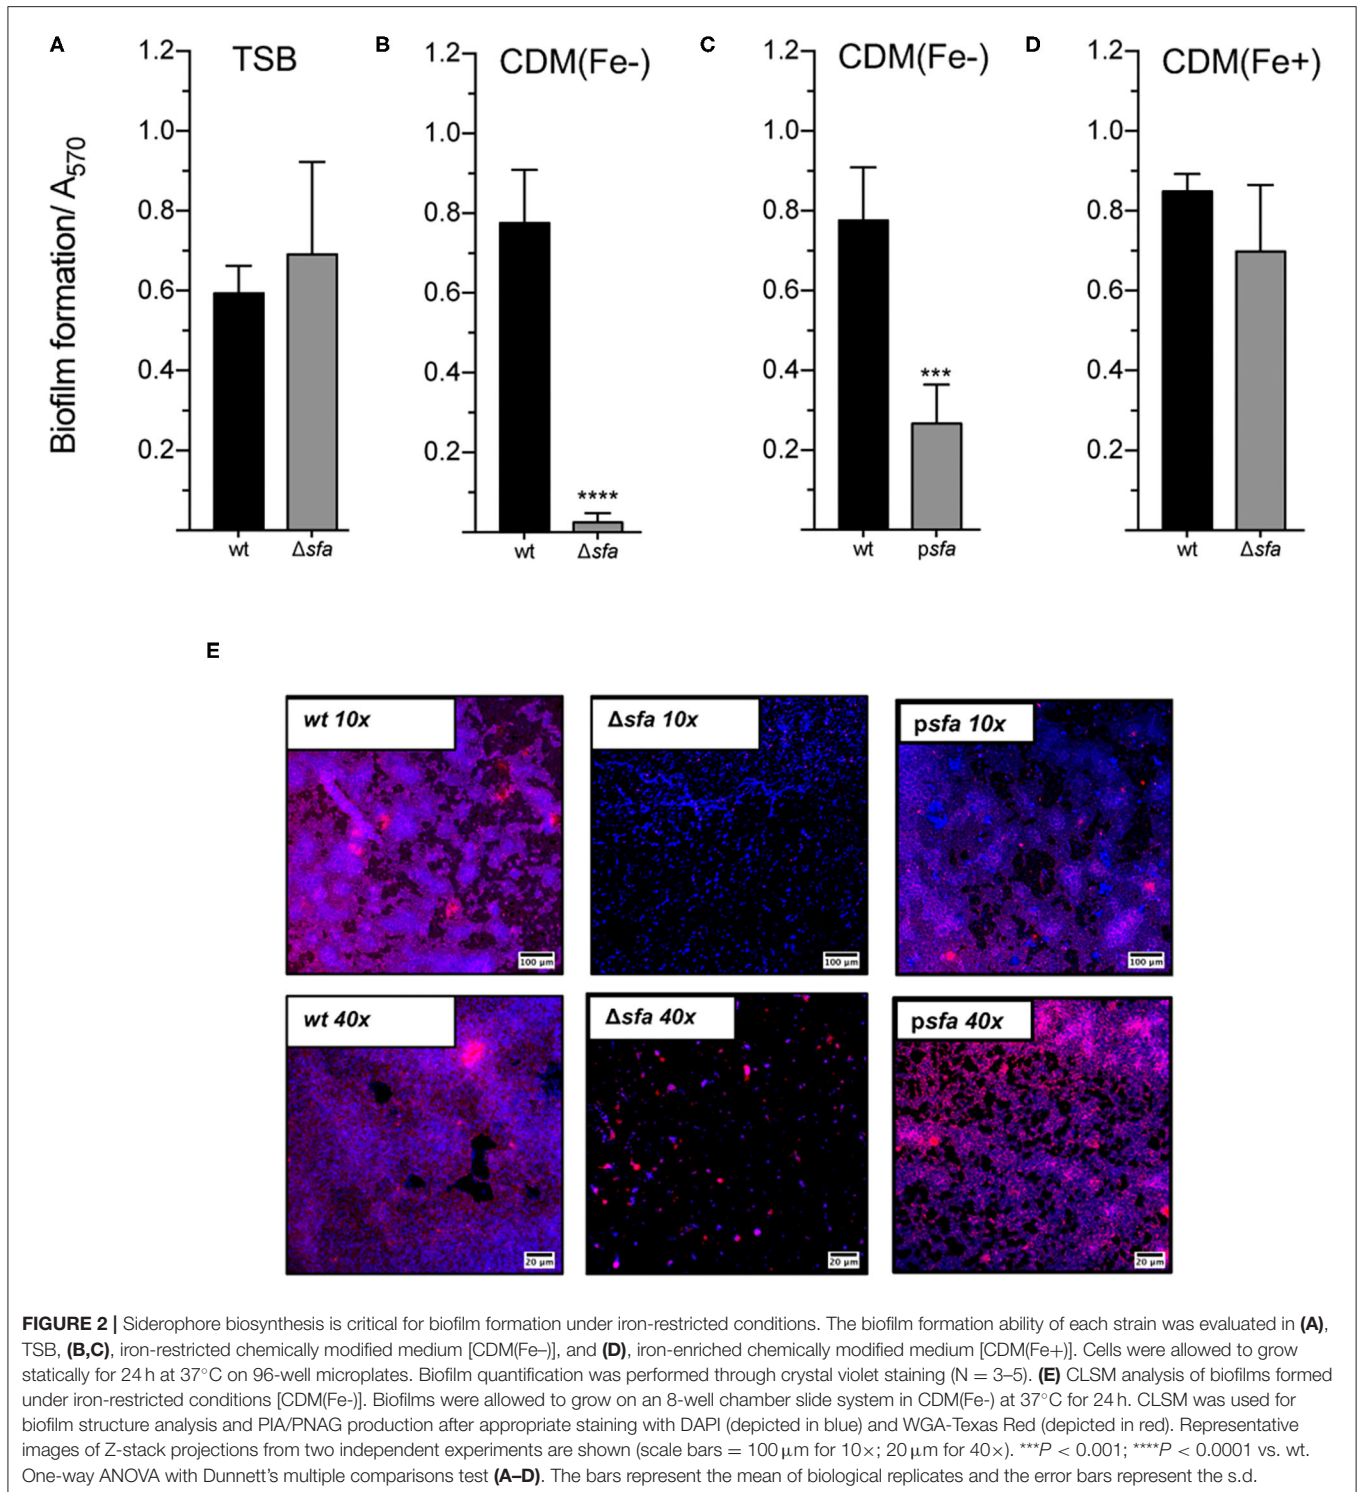 A
TSB
1.2
1.0
0.8
0.6
0.4
0.2
Biofilm formation/ A570
wt
Δsfa
B
CDM(Fe-)
1.2
1.0
0.8
0.6
0.4
0.2
****
wt
Δsfa
C
CDM(Fe-)
1.2
1.0
0.8
0.6
0.4
0.2
***
wt
psfa
D
CDM(Fe+)
1.2
1.0
0.8
0.6
0.4
0.2
wt
Δsfa
E
wt 10x
100 µm
Δsfa 10x
100 µm
psfa 10x
100 µm
wt 40x
20 µm
Δsfa 40x
20 µm
psfa 40x
20 µm
FIGURE 2 | Siderophore biosynthesis is critical for biofilm formation under iron-restricted conditions. The biofilm formation ability of each strain was evaluated in (A),
TSB, (B,C), iron-restricted chemically modified medium [CDM(Fe–)], and (D), iron-enriched chemically modified medium [CDM(Fe+)]. Cells were allowed to grow
statically for 24 h at 37°C on 96-well microplates. Biofilm quantification was performed through crystal violet staining (N = 3–5). (E) CLSM analysis of biofilms formed
under iron-restricted conditions [CDM(Fe-)]. Biofilms were allowed to grow on an 8-well chamber slide system in CDM(Fe-) at 37°C for 24 h. CLSM was used for
biofilm structure analysis and PIA/PNAG production after appropriate staining with DAPI (depicted in blue) and WGA-Texas Red (depicted in red). Representative
images of Z-stack projections from two independent experiments are shown (scale bars = 100 µm for 10×; 20 µm for 40×). ***P < 0.001; ****P < 0.0001 vs. wt.
One-way ANOVA with Dunnett's multiple comparisons test (A–D). The bars represent the mean of biological replicates and the error bars represent the s.d.